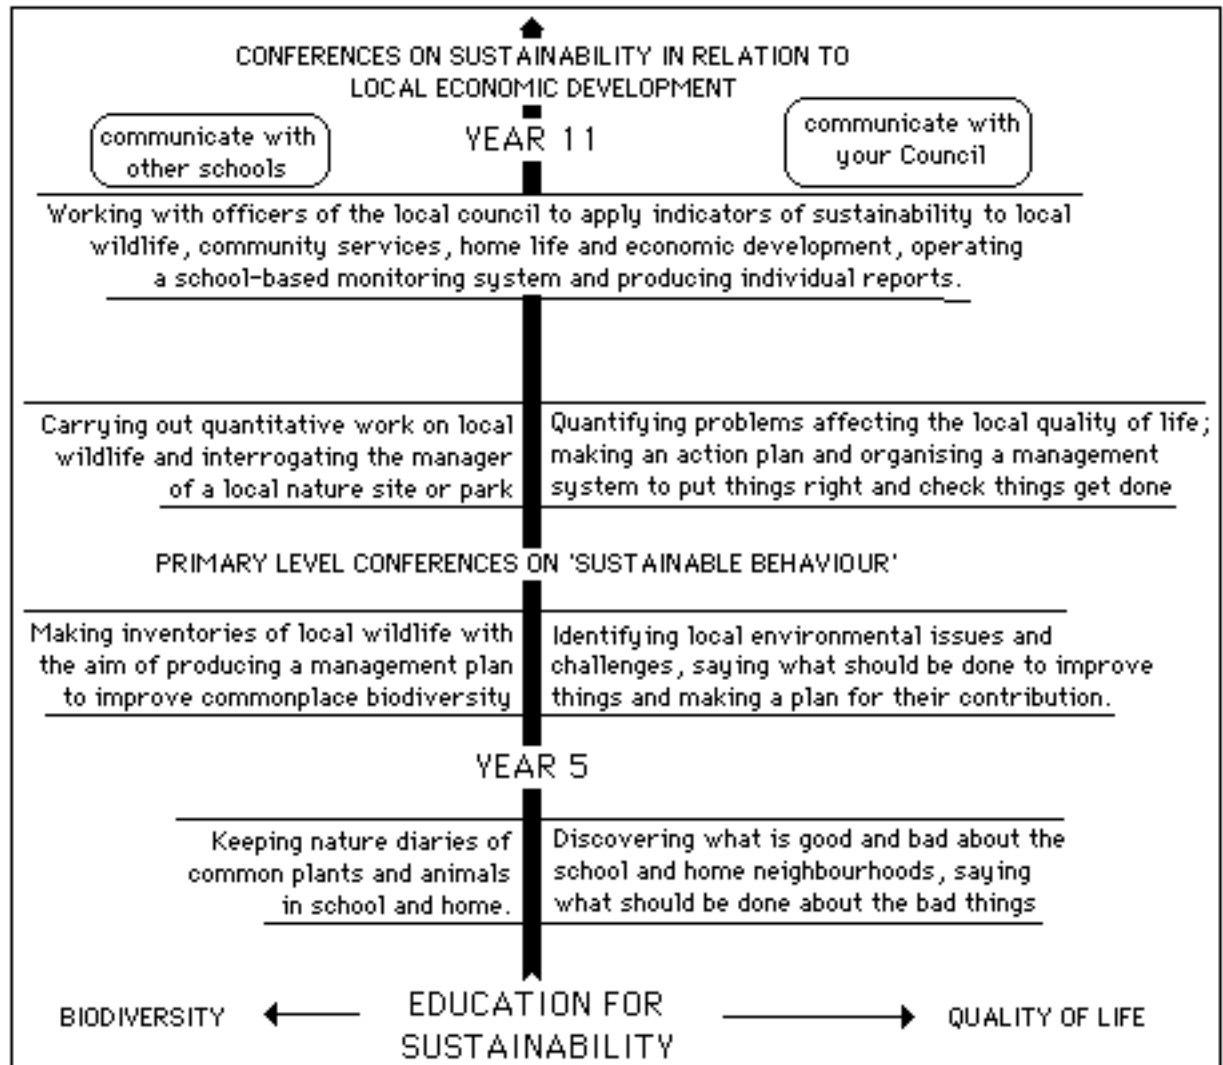 CONFERENCES ON SUSTAINABILITY IN RELATION TO
LOCAL ECONOMIC DEVELOPMENT
communicate with
other schools
YEAR 11
communicate with
your Council
Working with officers of the local council to apply indicators of sustainability to local
wildlife, community services, home life and economic development, operating
a school-based monitoring system and producing individual reports.
Carrying out quantitative work on local
wildlife and interrogating the manager
of a local nature site or park
Quantifying problems affecting the local quality of life;
making an action plan and organising a management
system to put things right and check things get done
PRIMARY LEVEL CONFERENCES ON 'SUSTAINABLE BEHAVIOUR'
Making inventories of local wildlife with
the aim of producing a management plan
to improve commonplace biodiversity
Identifying local environmental issues and
challenges, saying what should be done to improve
things and making a plan for their contribution.
YEAR 5
Keeping nature diaries of
common plants and animals
in school and home.
Discovering what is good and bad about the
school and home neighbourhoods, saying
what should be done about the bad things
BIODIVERSITY
EDUCATION FOR
SUSTAINABILITY
QUALITY OF LIFE